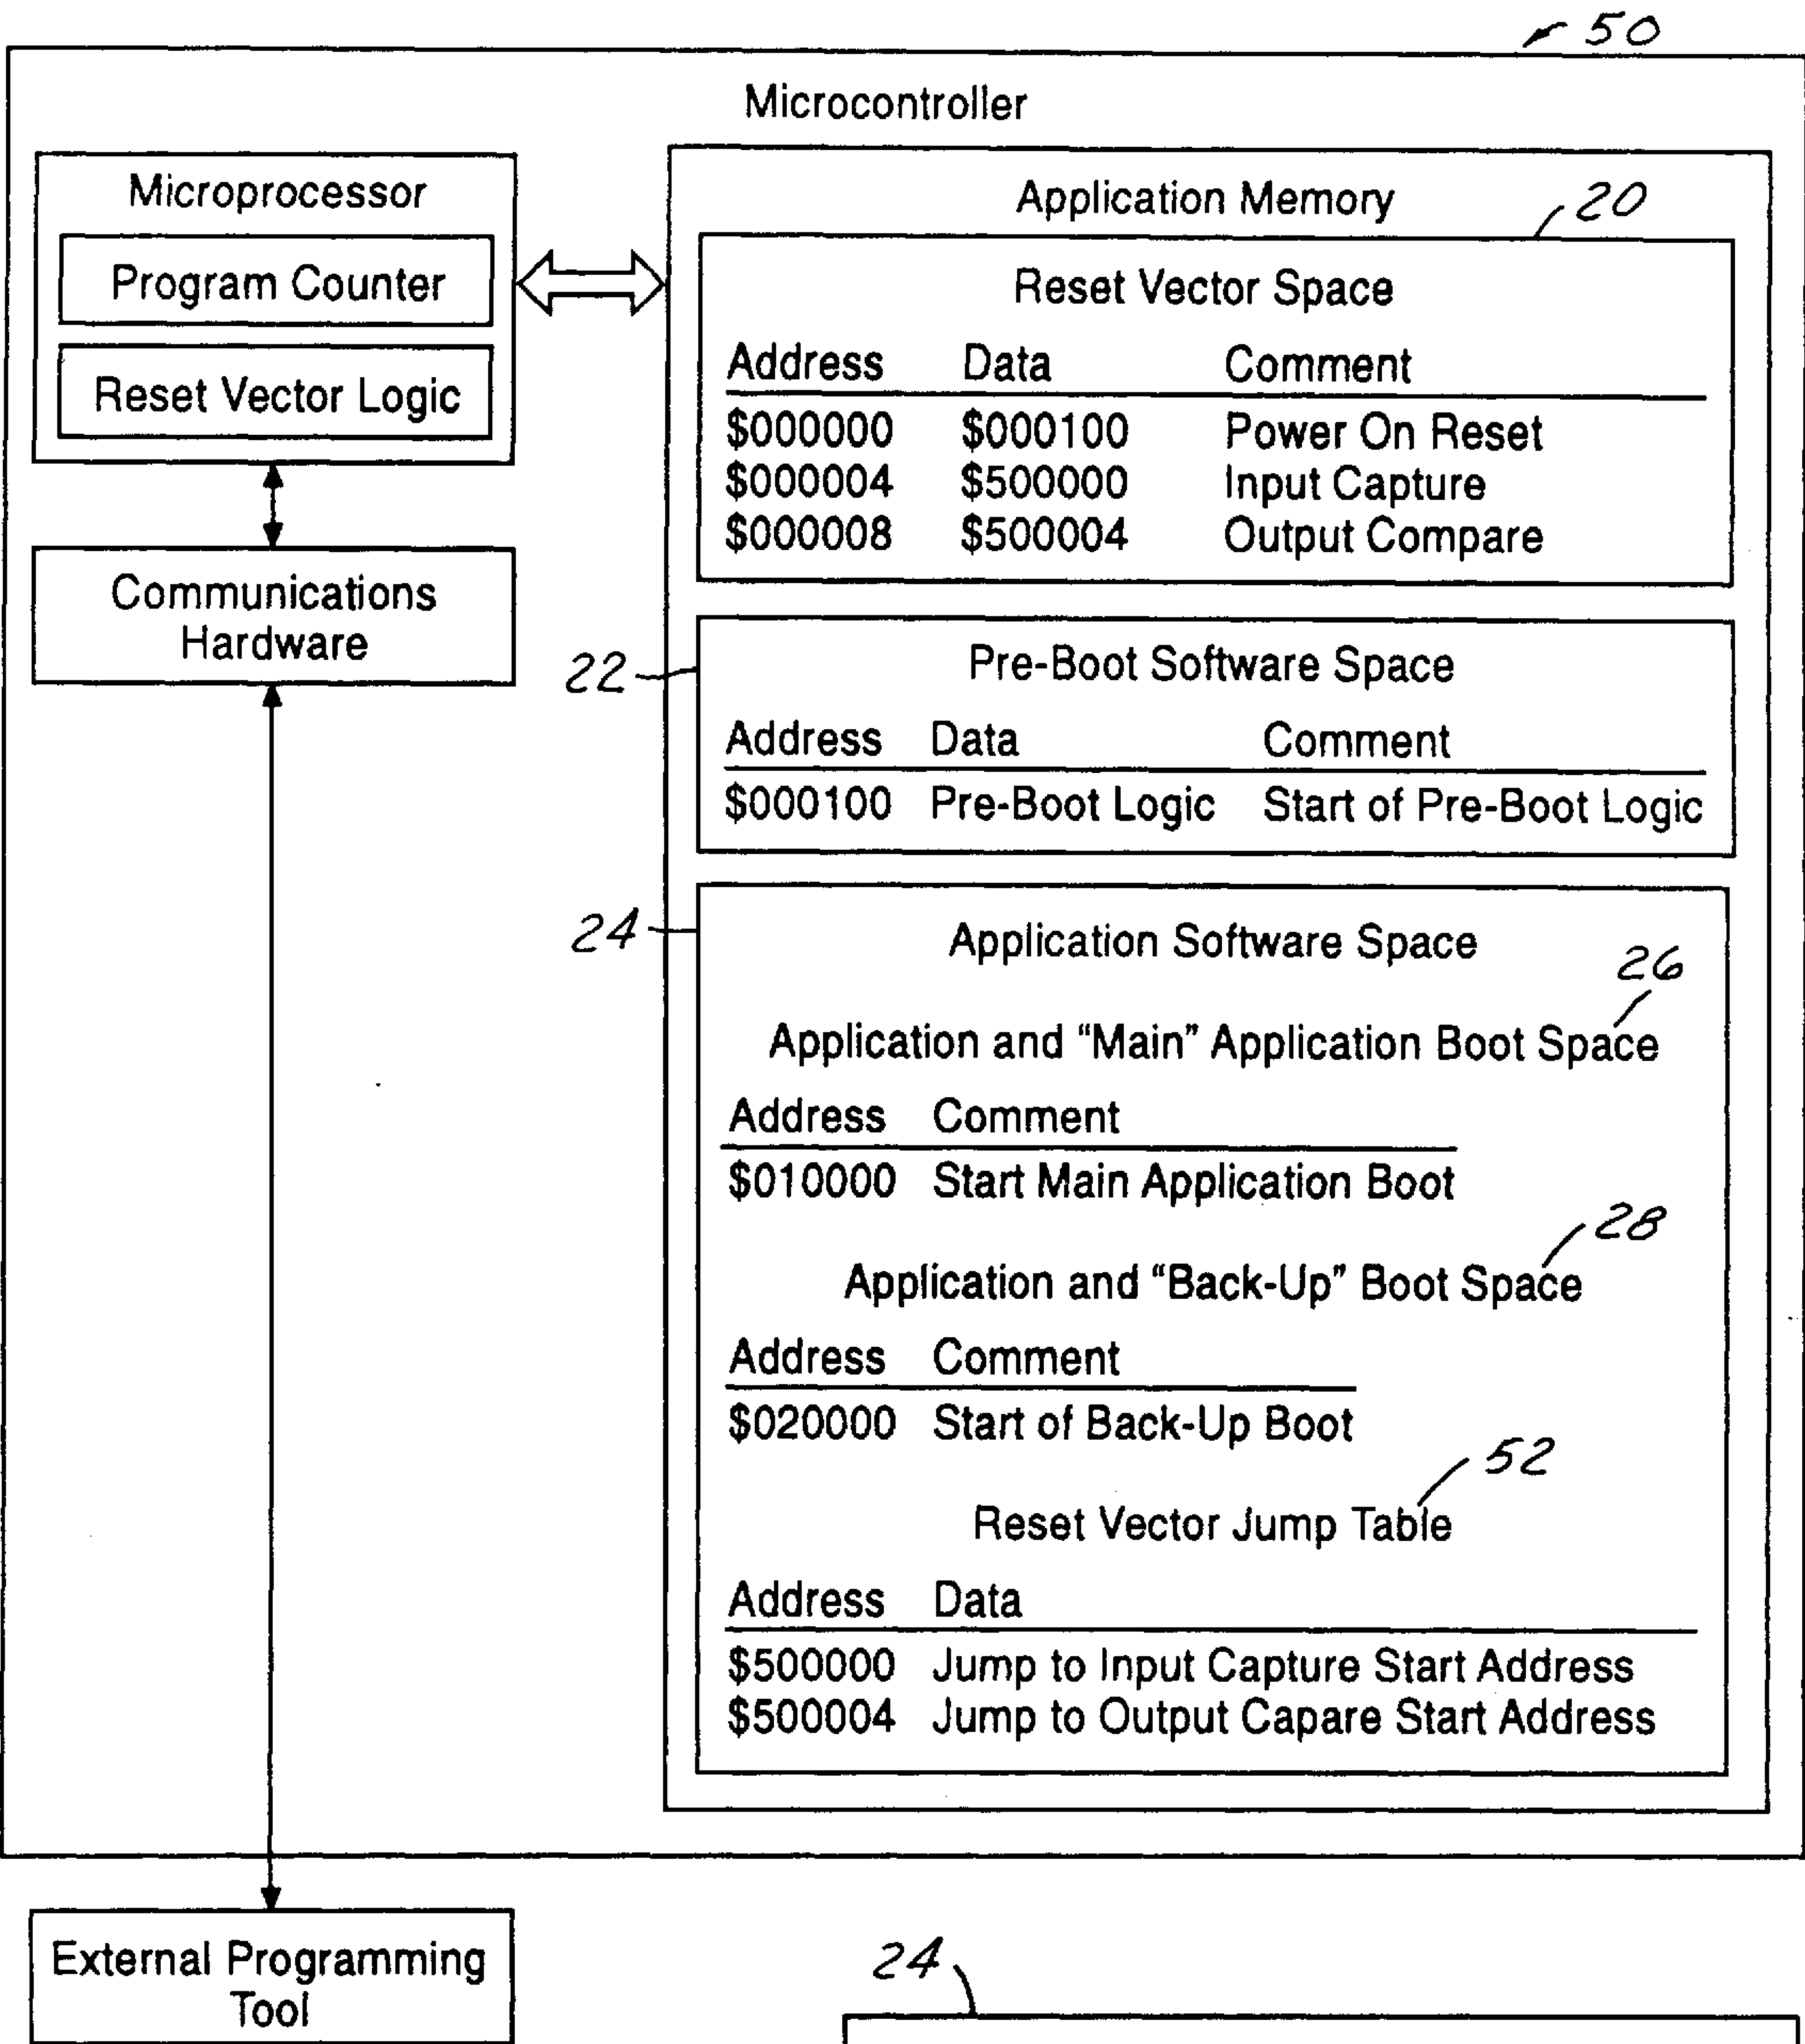 50
Microcontroller
Microprocessor
Program Counter
Reset Vector Logic
Communications
Hardware
External Programming
Tool
Application Memory
20
Reset Vector Space
Address Data Comment
$000000 $000100 Power On Reset
$000004 $500000 Input Capture
$000008 $500004 Output Compare
22
Pre-Boot Software Space
Address Data Comment
$000100 Pre-Boot Logic Start of Pre-Boot Logic
24
Application Software Space
26
Application and “Main” Application Boot Space
Address Comment
$010000 Start Main Application Boot
28
Application and “Back-Up” Boot Space
Address Comment
$020000 Start of Back-Up Boot
52
Reset Vector Jump Table
Address Data
$500000 Jump to Input Capture Start Address
$500004 Jump to Output Capare Start Address
24